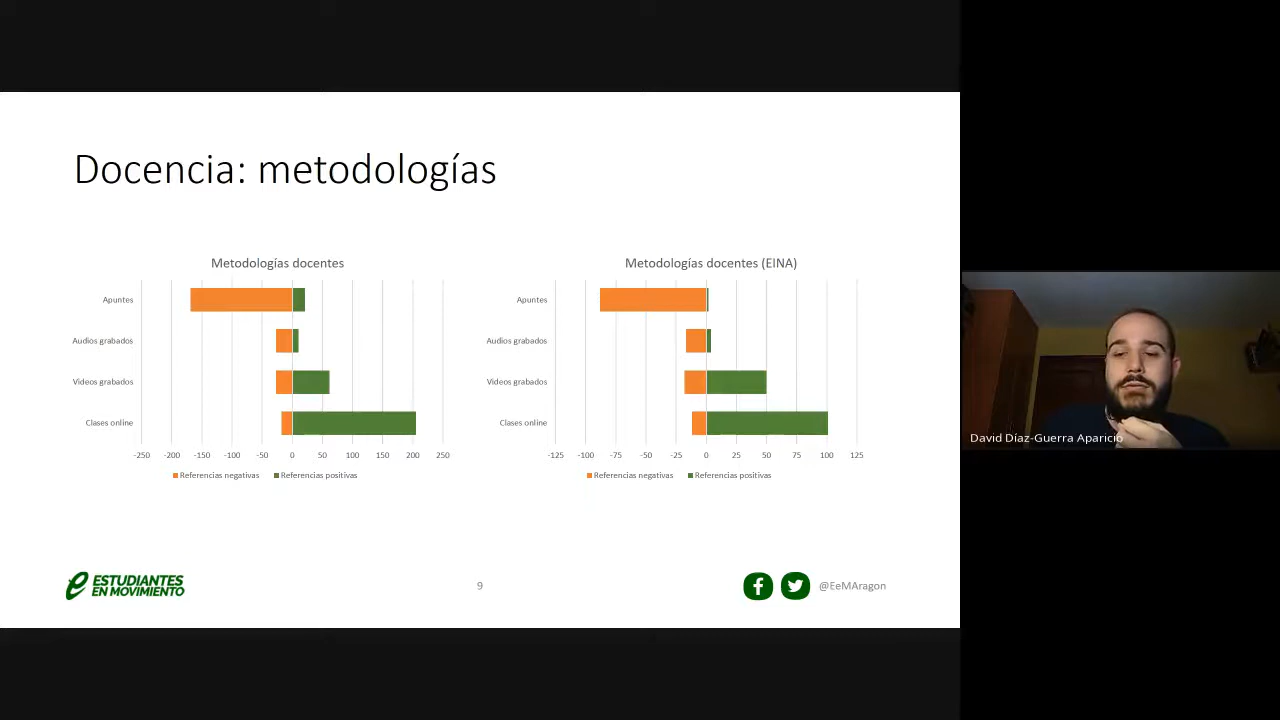 Docencia: metodologías
Metodologías docentes
Apuntes
Audios grabados
Videos grabados
Clases online
-250 -200 -150 -100 -50 0 50 100 150 200 250
Referencias negativas Referencias positivas
Metodologías docentes (EINA)
Apuntes
Audios grabados
Videos grabados
Clases online
-125 -100 -75 -50 -25 0 25 50 75 100 125
Referencias negativas Referencias positivas
David Díaz-Guerra Aparicio
e ESTUDIANTES
EN MOVIMIENTO
9
@EeMAragon